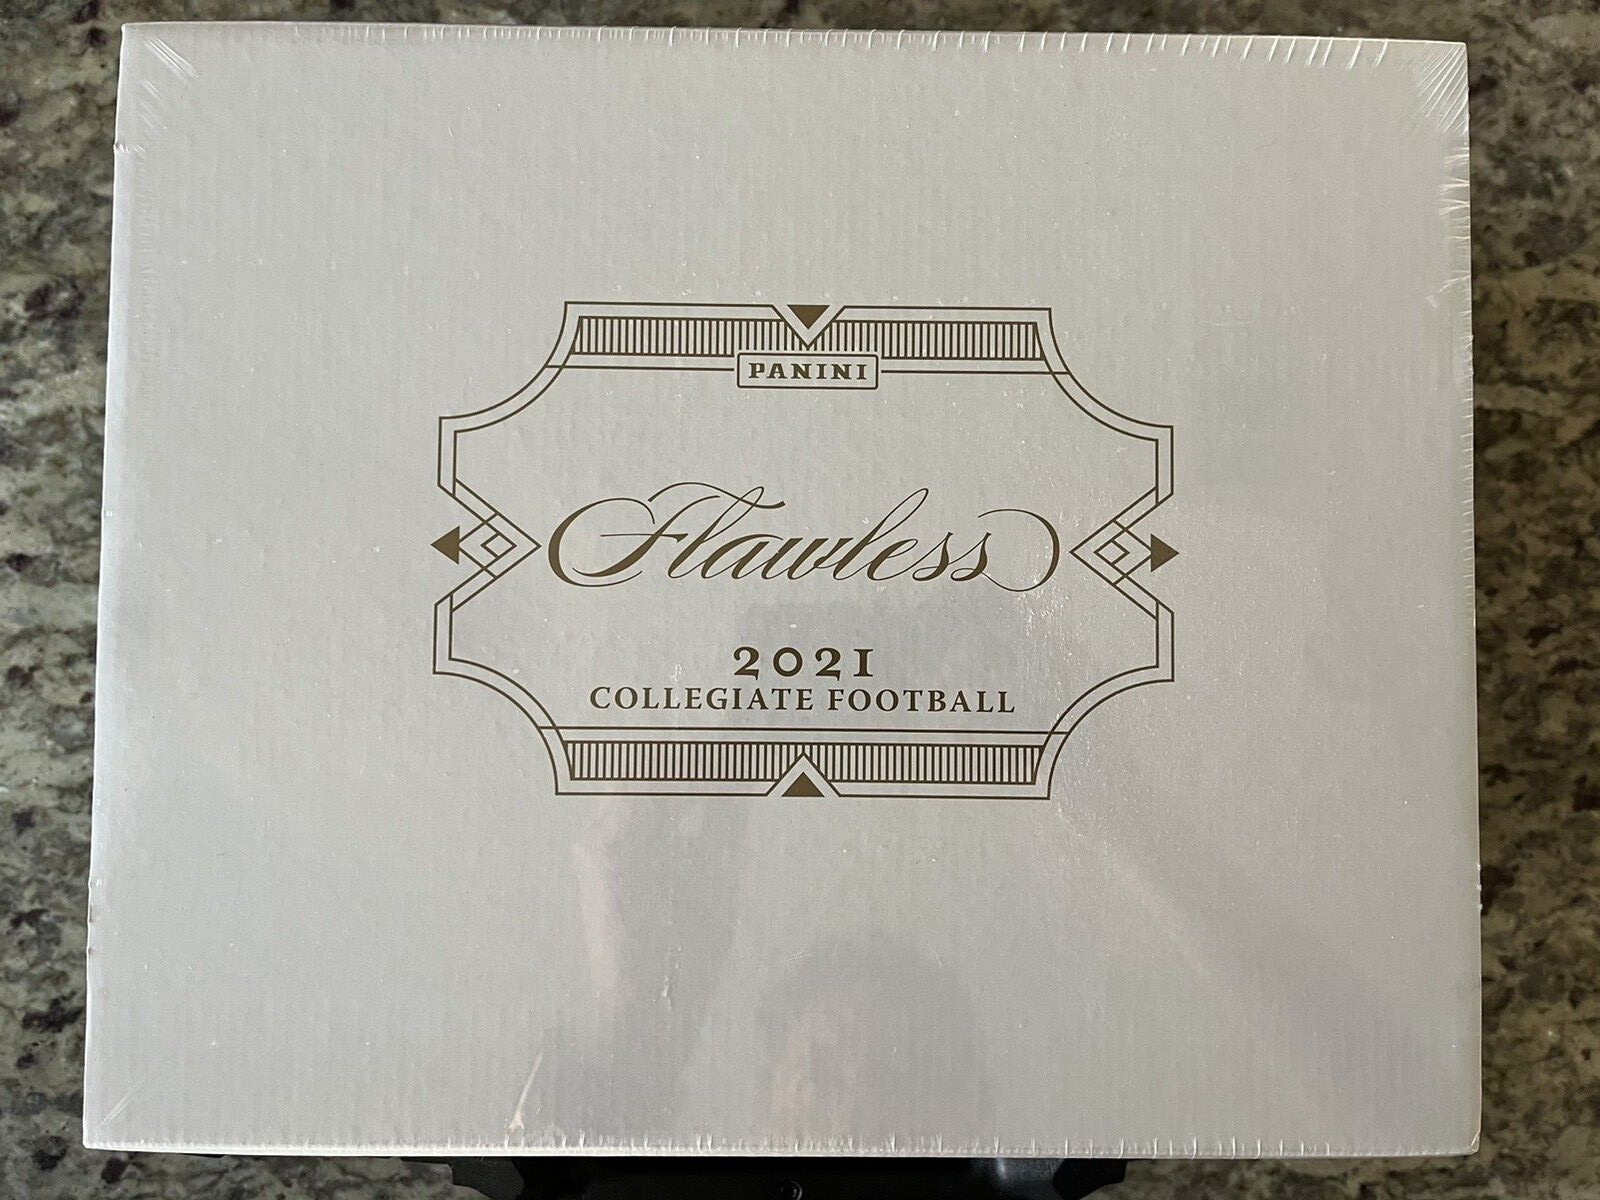 PANINI
Flawless
2021
COLLEGIATE FOOTBALL